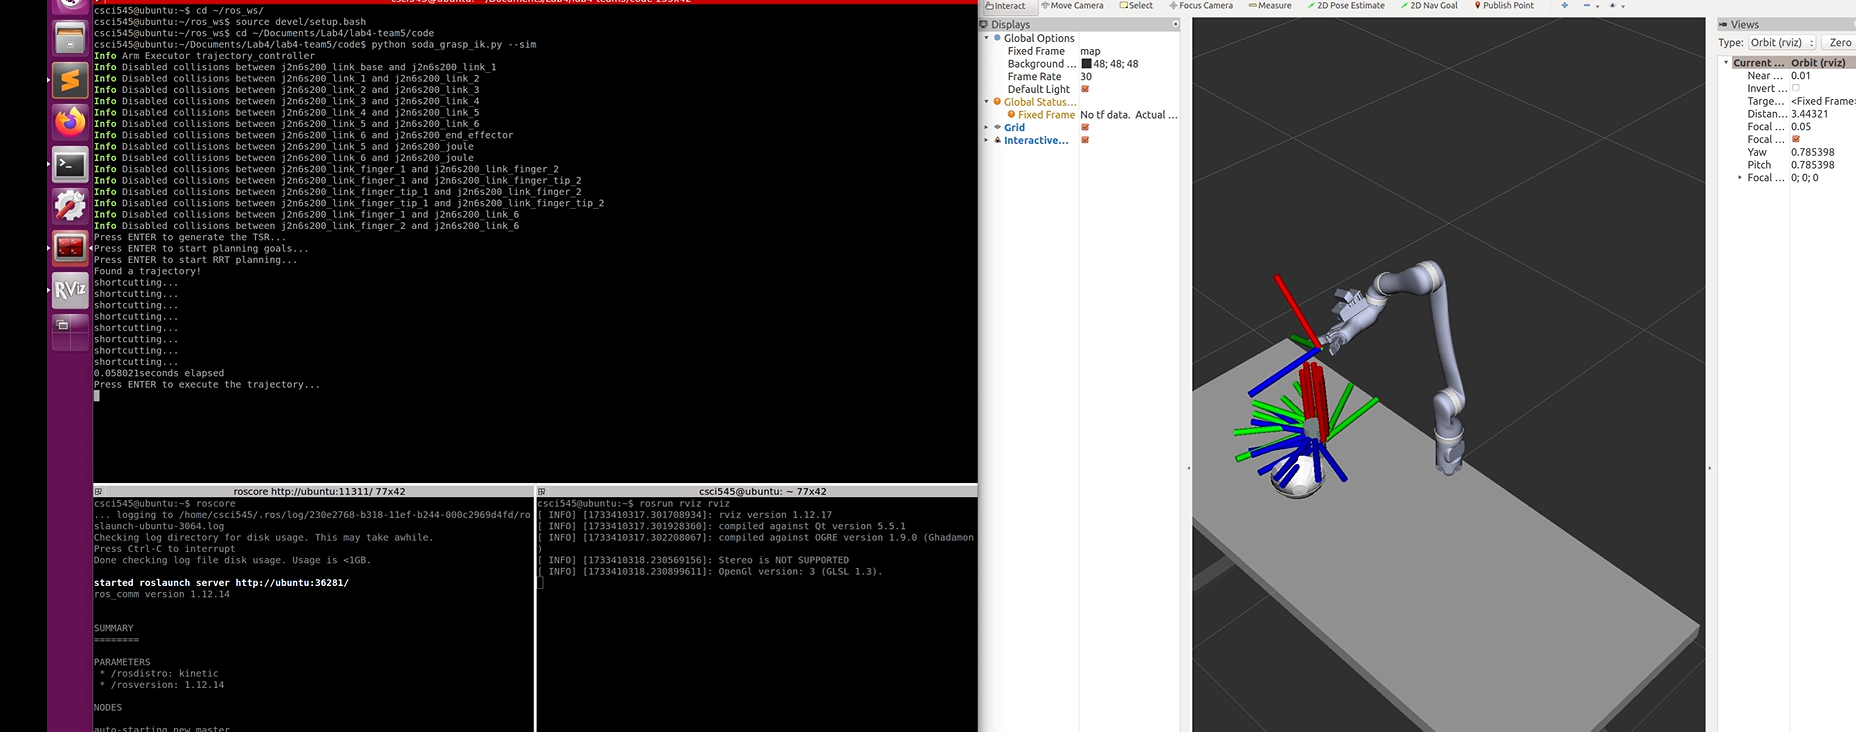 csci545@ubuntu:~$ cd ~/ros_ws/
csci545@ubuntu:~/ros_ws$ source devel/setup.bash
csci545@ubuntu:~/ros_ws$ cd ~/Documents/Lab4/lab4-team5/code
csci545@ubuntu:~/Documents/Lab4/lab4-team5/code$ python soda_grasp_ik.py --sim
Info Arm Executor trajectory_controller
Info Disabled collisions between j2n6s200_link_base and j2n6s200_link_1
Info Disabled collisions between j2n6s200_link_1 and j2n6s200_link_2
Info Disabled collisions between j2n6s200_link_2 and j2n6s200_link_3
Info Disabled collisions between j2n6s200_link_3 and j2n6s200_link_4
Info Disabled collisions between j2n6s200_link_4 and j2n6s200_link_5
Info Disabled collisions between j2n6s200_link_5 and j2n6s200_link_6
Info Disabled collisions between j2n6s200_link_6 and j2n6s200_end_effector
Info Disabled collisions between j2n6s200_link_5 and j2n6s200_joule
Info Disabled collisions between j2n6s200_link_6 and j2n6s200_joule
Info Disabled collisions between j2n6s200_link_finger_1 and j2n6s200_link_finger_2
Info Disabled collisions between j2n6s200_link_finger_1 and j2n6s200_link_finger_tip_2
Info Disabled collisions between j2n6s200_link_finger_tip_1 and j2n6s200_link_finger_2
Info Disabled collisions between j2n6s200_link_finger_tip_1 and j2n6s200_link_finger_tip_2
Info Disabled collisions between j2n6s200_link_finger_1 and j2n6s200_link_6
Info Disabled collisions between j2n6s200_link_finger_2 and j2n6s200_link_6
Press ENTER to generate the TSR...
Press ENTER to start planning goals...
Press ENTER to start RRT planning...
Found a trajectory!
shortcutting...
shortcutting...
shortcutting...
shortcutting...
shortcutting...
shortcutting...
shortcutting...
shortcutting...
0.058021seconds elapsed
Press ENTER to execute the trajectory...
RViz
roscore http://ubuntu:11311/ 77x42
csci545@ubuntu:~$ roscore
... logging to /home/csci545/.ros/log/230e2768-b318-11ef-b244-000c2969d4fd/ro
slaunch-ubuntu-3064.log
Checking log directory for disk usage. This may take awhile.
Press Ctrl-C to interrupt
Done checking log file disk usage. Usage is <1GB.
started roslaunch server http://ubuntu:36281/
ros_comm version 1.12.14
SUMMARY
========
PARAMETERS
* /rosdistro: kinetic
* /rosversion: 1.12.14
NODES
auto-starting new master
csci545@ubuntu: ~ 77x42
csci545@ubuntu:~$ rosrun rviz rviz
[ INFO] [1733410317.301708934]: rviz version 1.12.17
[ INFO] [1733410317.301928360]: compiled against Qt version 5.5.1
[ INFO] [1733410317.302208067]: compiled against OGRE version 1.9.0 (Ghadamon
)
[ INFO] [1733410318.230569156]: Stereo is NOT SUPPORTED
[ INFO] [1733410318.230899611]: OpenGl version: 3 (GLSL 1.3).
Interact Move Camera Select Focus Camera Measure 2D Pose Estimate 2D Nav Goal Publish Point
Displays
Global Options
Fixed Frame map
Background ... 48; 48; 48
Frame Rate 30
Default Light
Global Status...
Fixed Frame No tf data. Actual ...
Grid
Interactive...
Views
Type: Orbit (rviz) Zero
Current ... Orbit (rviz)
Near ... 0.01
Invert ...
Targe... <Fixed Frame>
Distan... 3.44321
Focal ... 0.05
Focal ...
Yaw 0.785398
Pitch 0.785398
Focal ... 0; 0; 0